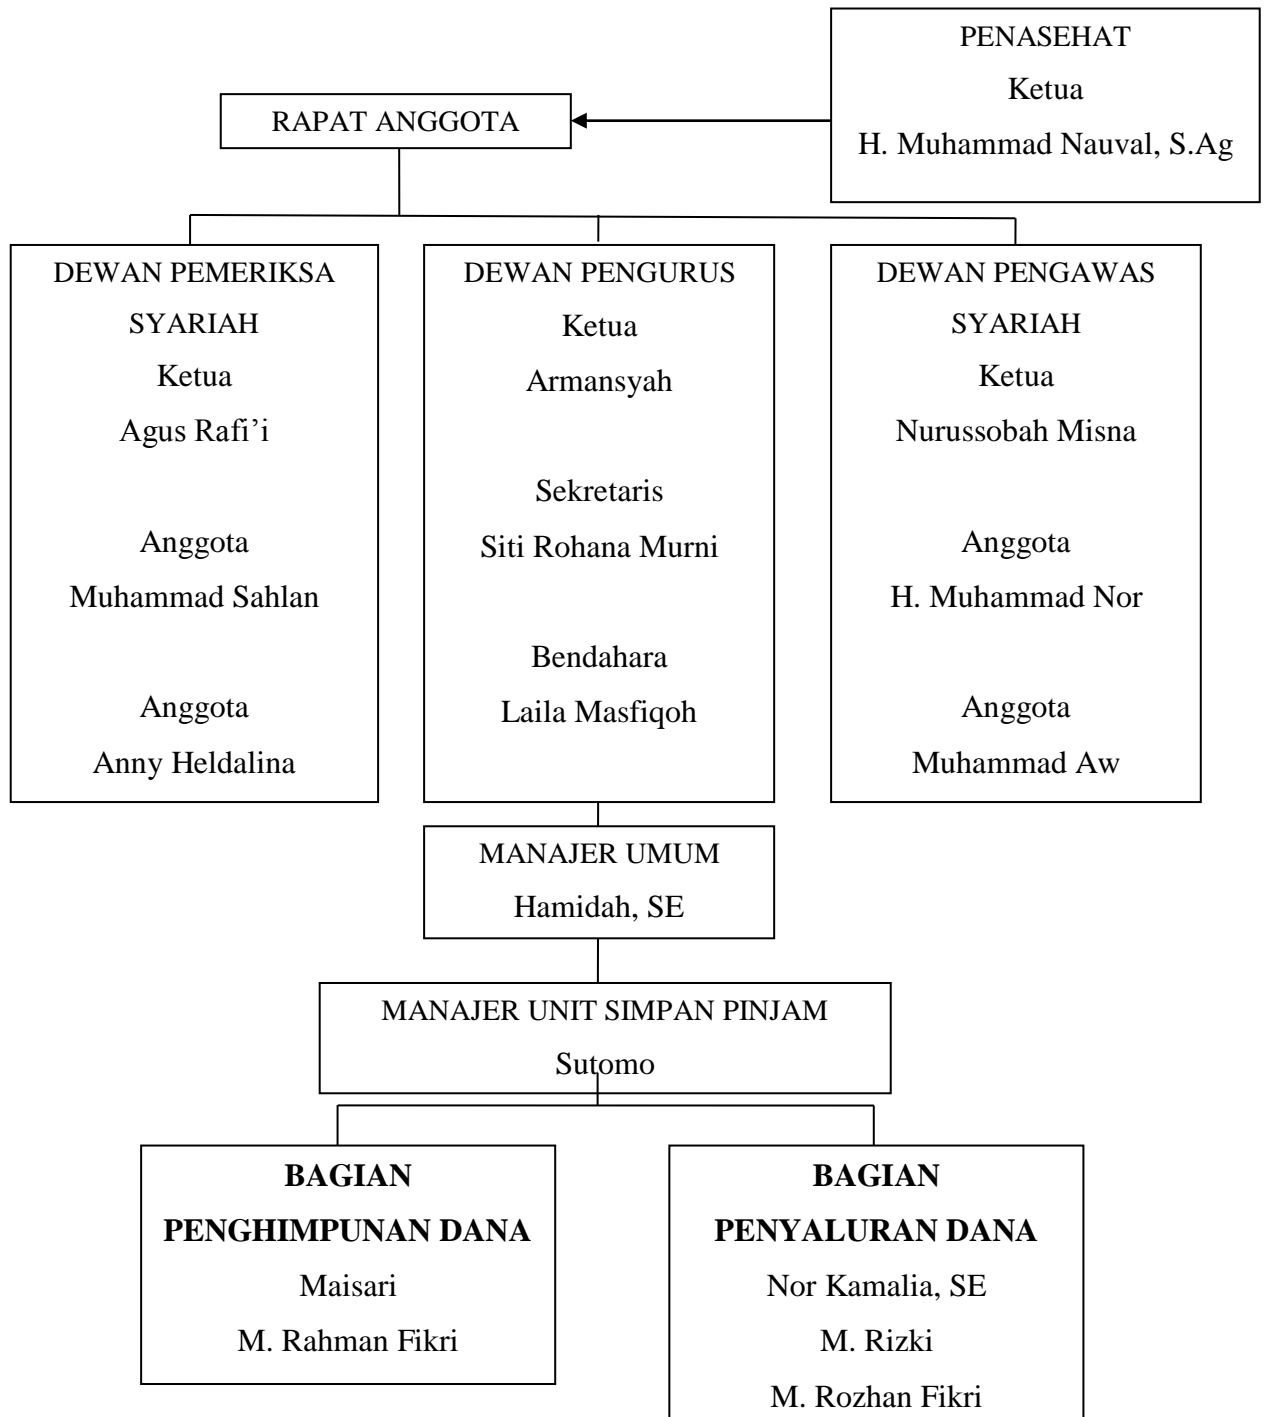 PENASEHAT
Ketua
H. Muhammad Nauval, S.Ag
RAPAT ANGGOTA
DEWAN PEMERIKSA
SYARIAH
Ketua
Agus Rafi’i
Anggota
Muhammad Sahlan
Anggota
Anny Heldalina
DEWAN PENGURUS
Ketua
Armansyah
Sekretaris
Siti Rohana Murni
Bendahara
Laila Masfiqoh
DEWAN PENGAWAS
SYARIAH
Ketua
Nurussobah Misna
Anggota
H. Muhammad Nor
Anggota
Muhammad Aw
MANAJER UMUM
Hamidah, SE
MANAJER UNIT SIMPAN PINJAM
Sutomo
BAGIAN
PENGHIMPUNAN DANA
Maisari
M. Rahman Fikri
BAGIAN
PENYALURAN DANA
Nor Kamalia, SE
M. Rizki
M. Rozhan Fikri